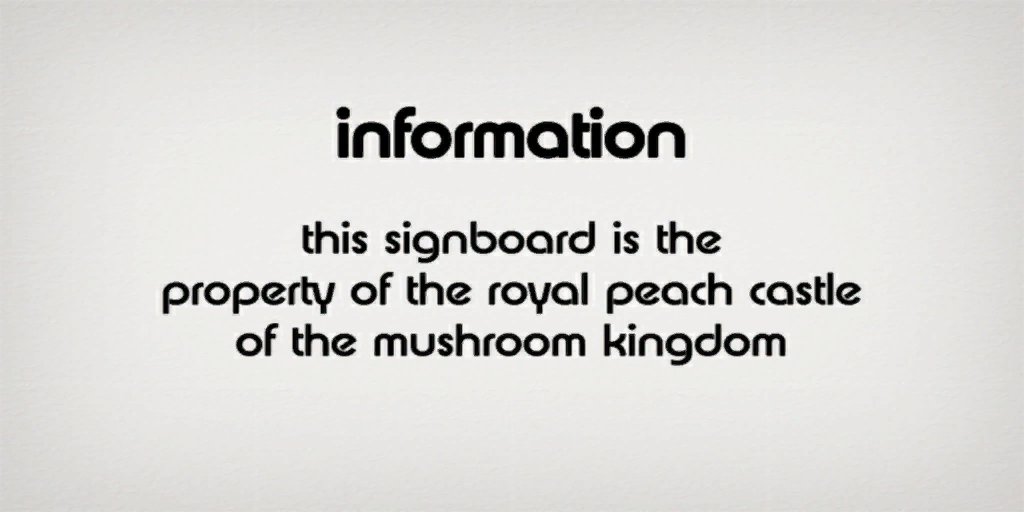 information
this signboard is the
property of the royal peach castle
of the mushroom kingdom